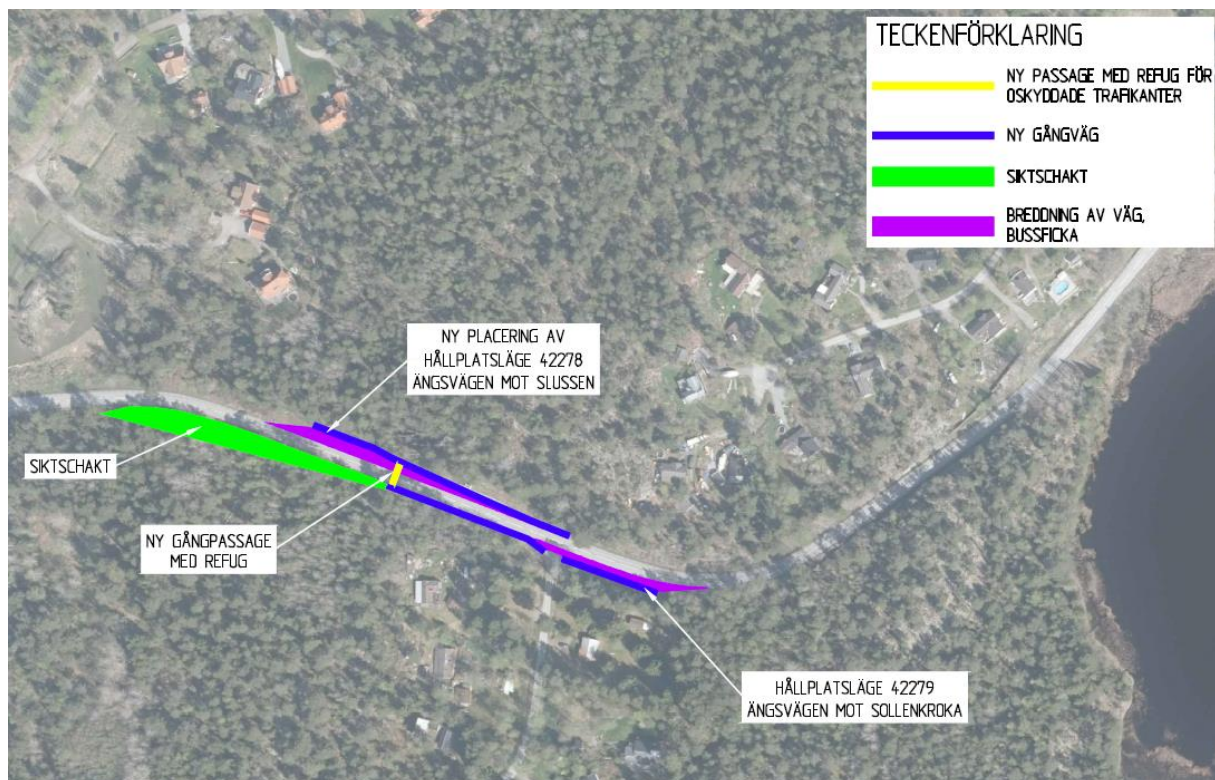 TECKENFÖRKLARING
NY PASSAGE MED REFUG FÖR
OSKYDDADE TRAFIKANTER
NY GÅNGVÄG
SIKTSCHAKT
BREDDNING AV VÄG,
BUSSFICKA
NY PLACERING AV
HÅLLPLATSLÄGE 42278
ÄNGSVÄGEN MOT SLUSSEN
SIKTSCHAKT
NY GÅNGPASSAGE
MED REFUG
HÅLLPLATSLÄGE 42279
ÄNGSVÄGEN MOT SOLLENKROKA